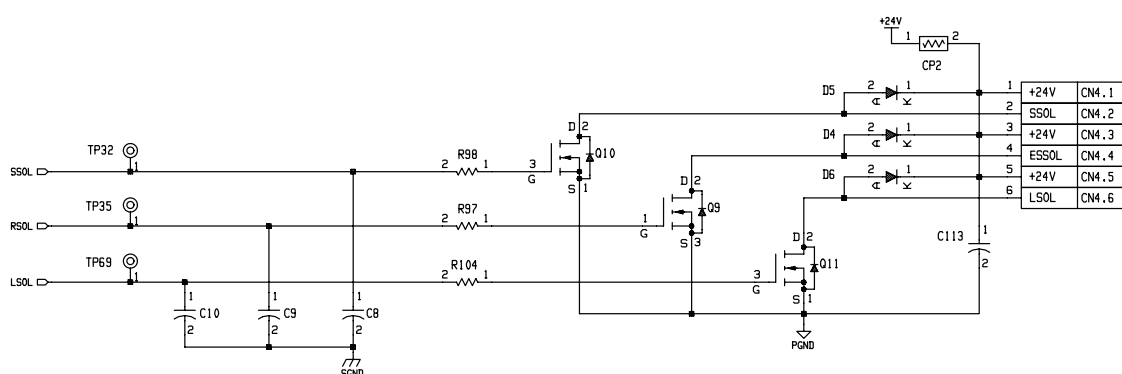 +24V
1 2
CP2
D5 2 1
A K
1 +24V CN4.1
2 SSOL CN4.2
D4 2 1
A K
3 +24V CN4.3
4 ESSOL CN4.4
D6 2 1
A K
5 +24V CN4.5
6 LSOL CN4.6
TP32
SSOL 1
2 R98 1
3 G
D 2
Q10
S 1
TP35
RSOL 1
2 R97 1
1 G
D 2
Q9
S 3
TP69
LSOL 1
2 R104 1
3 G
D 2
Q11
S 1
1 C113 2
1 C10 2
1 C9 2
1 C8 2
SGND
PGND